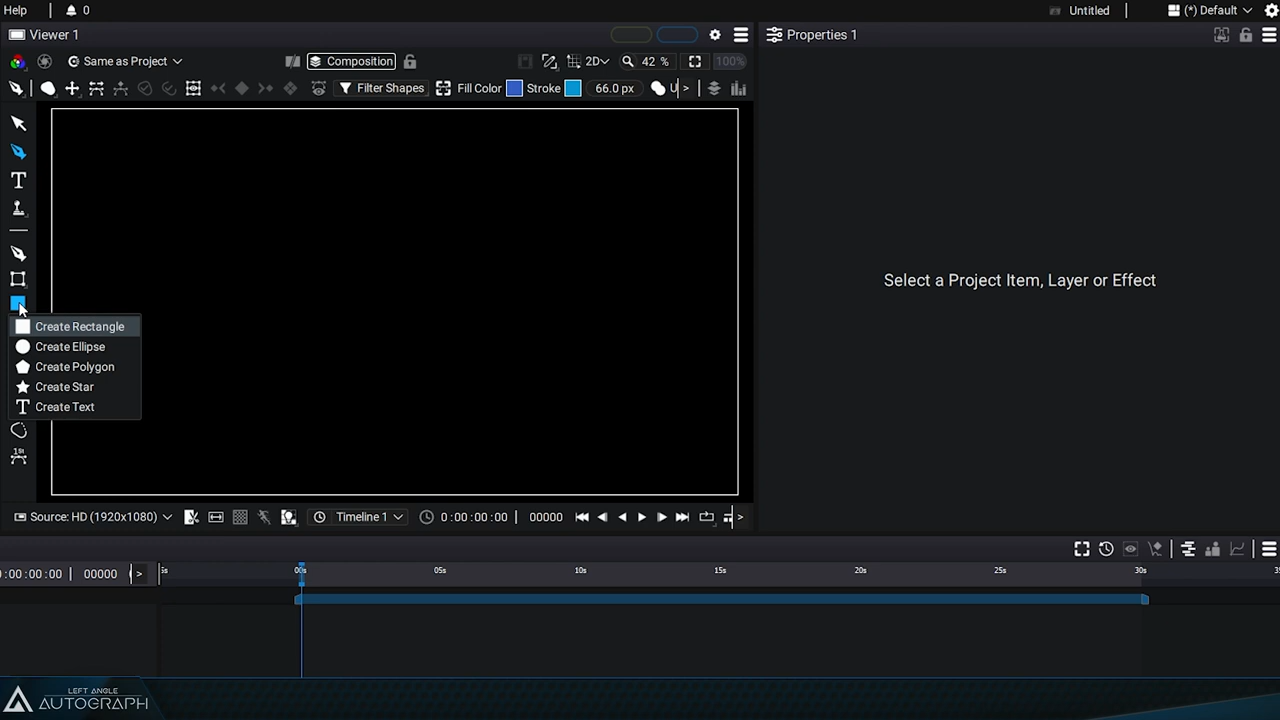 Help 0 Untitled (*) Default
Viewer 1 Properties 1
Same as Project Composition 2D 42 % 100%
Filter Shapes Fill Color Stroke 66.0 px U >
Select a Project Item, Layer or Effect
Create Rectangle
Create Ellipse
Create Polygon
Create Star
Create Text
1St
Source: HD (1920x1080) Timeline 1 0:00:00:00 00000 >
:00:00:00 00000 ( > 5s 00s 05s 10s 15s 20s 25s 30s 35
LEFT ANGLE
AUTOGRAPH